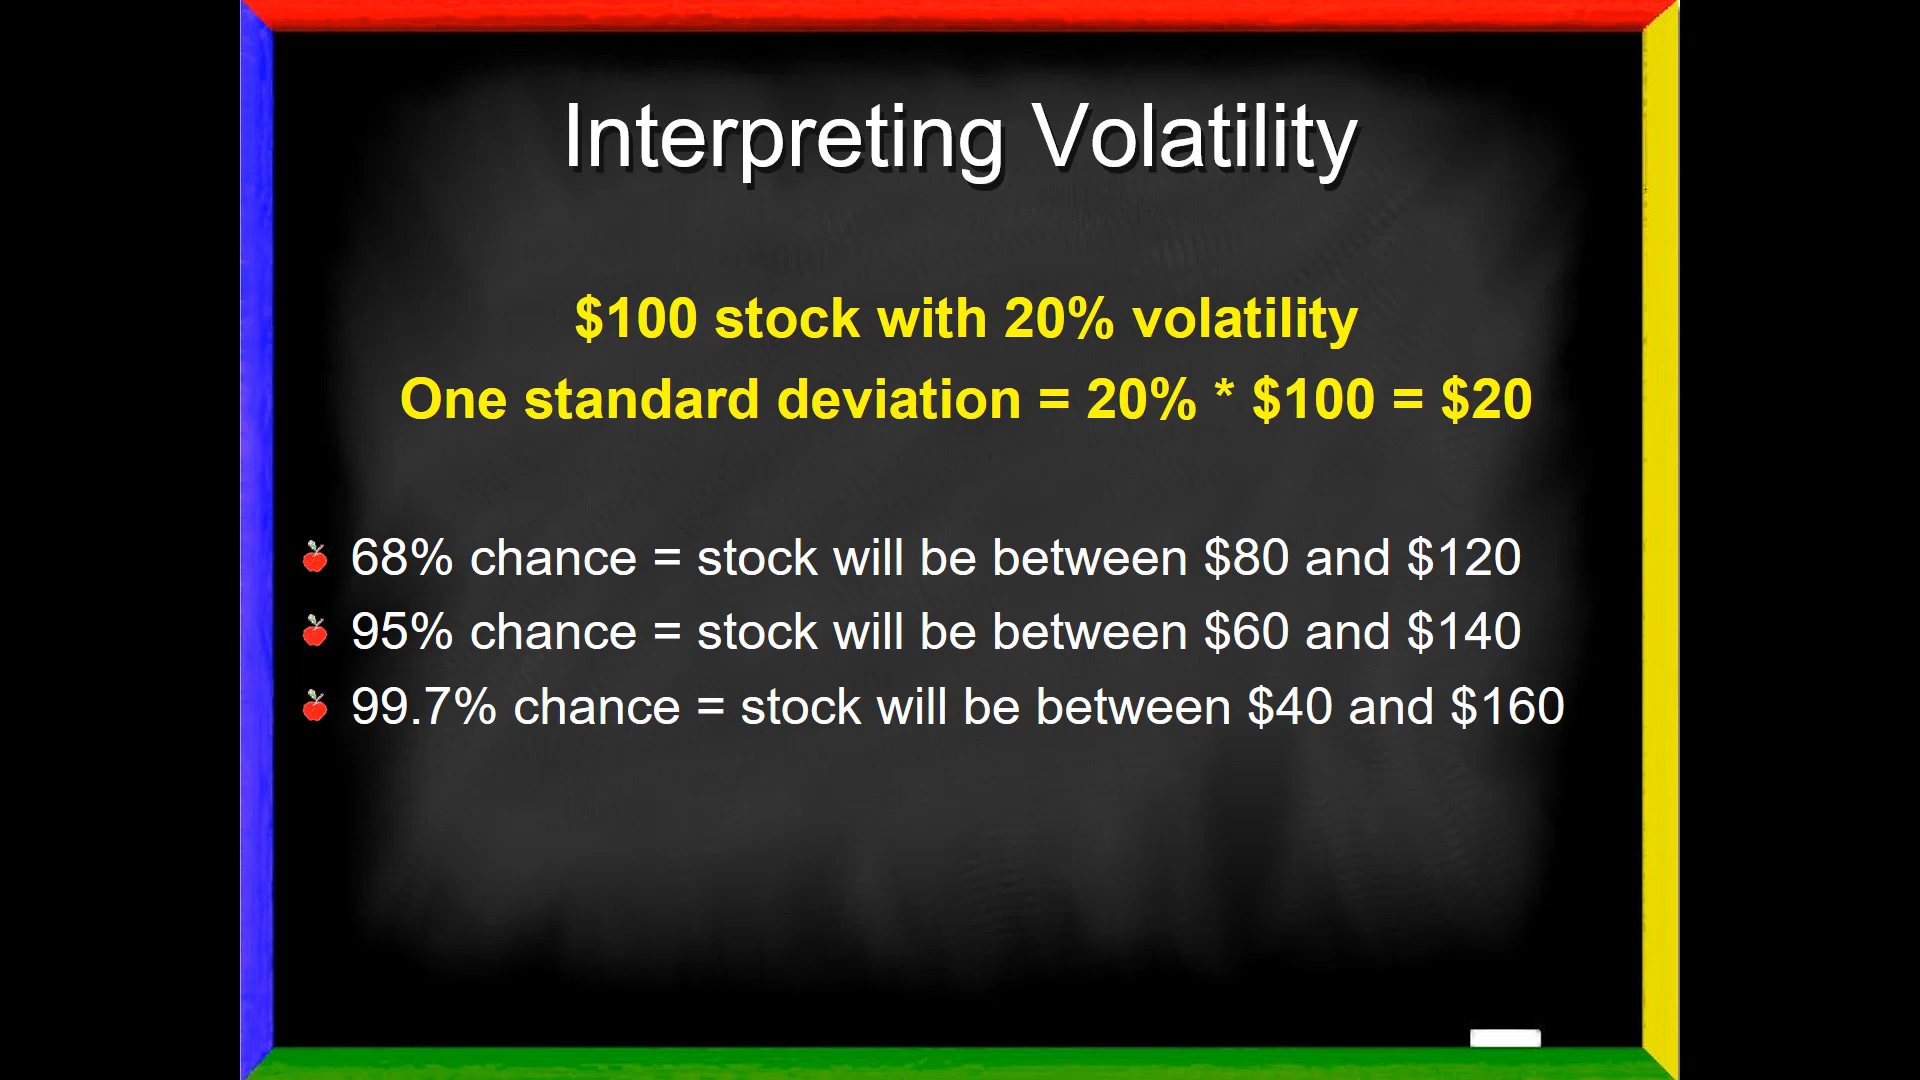 Interpreting Volatility
$100 stock with 20% volatility
One standard deviation = 20% * $100 = $20
68% chance = stock will be between $80 and $120
95% chance = stock will be between $60 and $140
99.7% chance = stock will be between $40 and $160